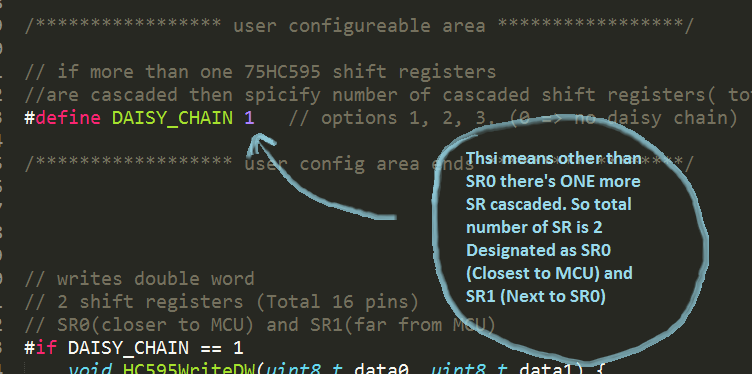 /***************** user configureable area *****************/
// if more than one 75HC595 shift registers
//are cascaded then spicify number of cascaded shift registers( tot
#define DAISY_CHAIN 1 // options 1, 2, 3, (0 => no daisy chain)
/***************** user config area ends *****************/
Thsi means other than
SR0 there's ONE more
SR cascaded. So total
number of SR is 2
Designated as SR0
(Closest to MCU) and
SR1 (Next to SR0)
// writes double word
// 2 shift registers (Total 16 pins)
// SR0(closer to MCU) and SR1(far from MCU)
#if DAISY_CHAIN == 1
void HC595WriteDW(uint8_t data0, uint8_t data1) {